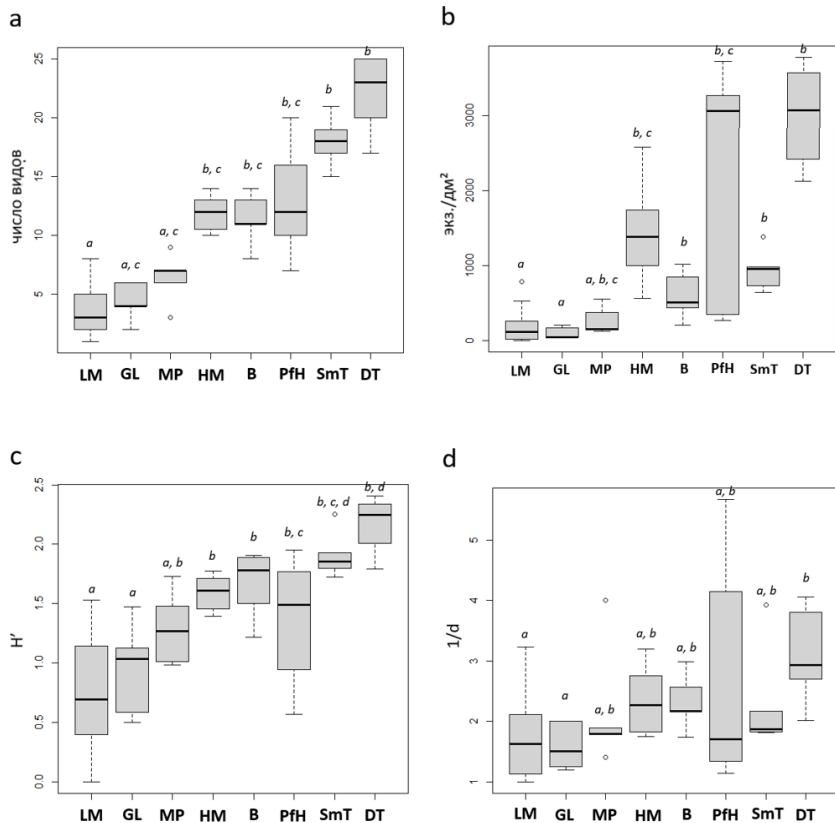 a
число видов
25
20
15
10
5
a
a, c
a, c
b, c
b, c
b, c
b
b
LM GL MP HM B PfH SmT DT
b
экз./дм²
3000
2000
1000
0
a
a
a, b, c
b, c
b
b, c
b
b
LM GL MP HM B PfH SmT DT
c
H′
2.5
2.0
1.5
1.0
0.5
0.0
a
a
a, b
b
b
b, c
b, c, d
b, d
LM GL MP HM B PfH SmT DT
d
1/d
5
4
3
2
1
a
a
a, b
a, b
a, b
a, b
a, b
b
LM GL MP HM B PfH SmT DT